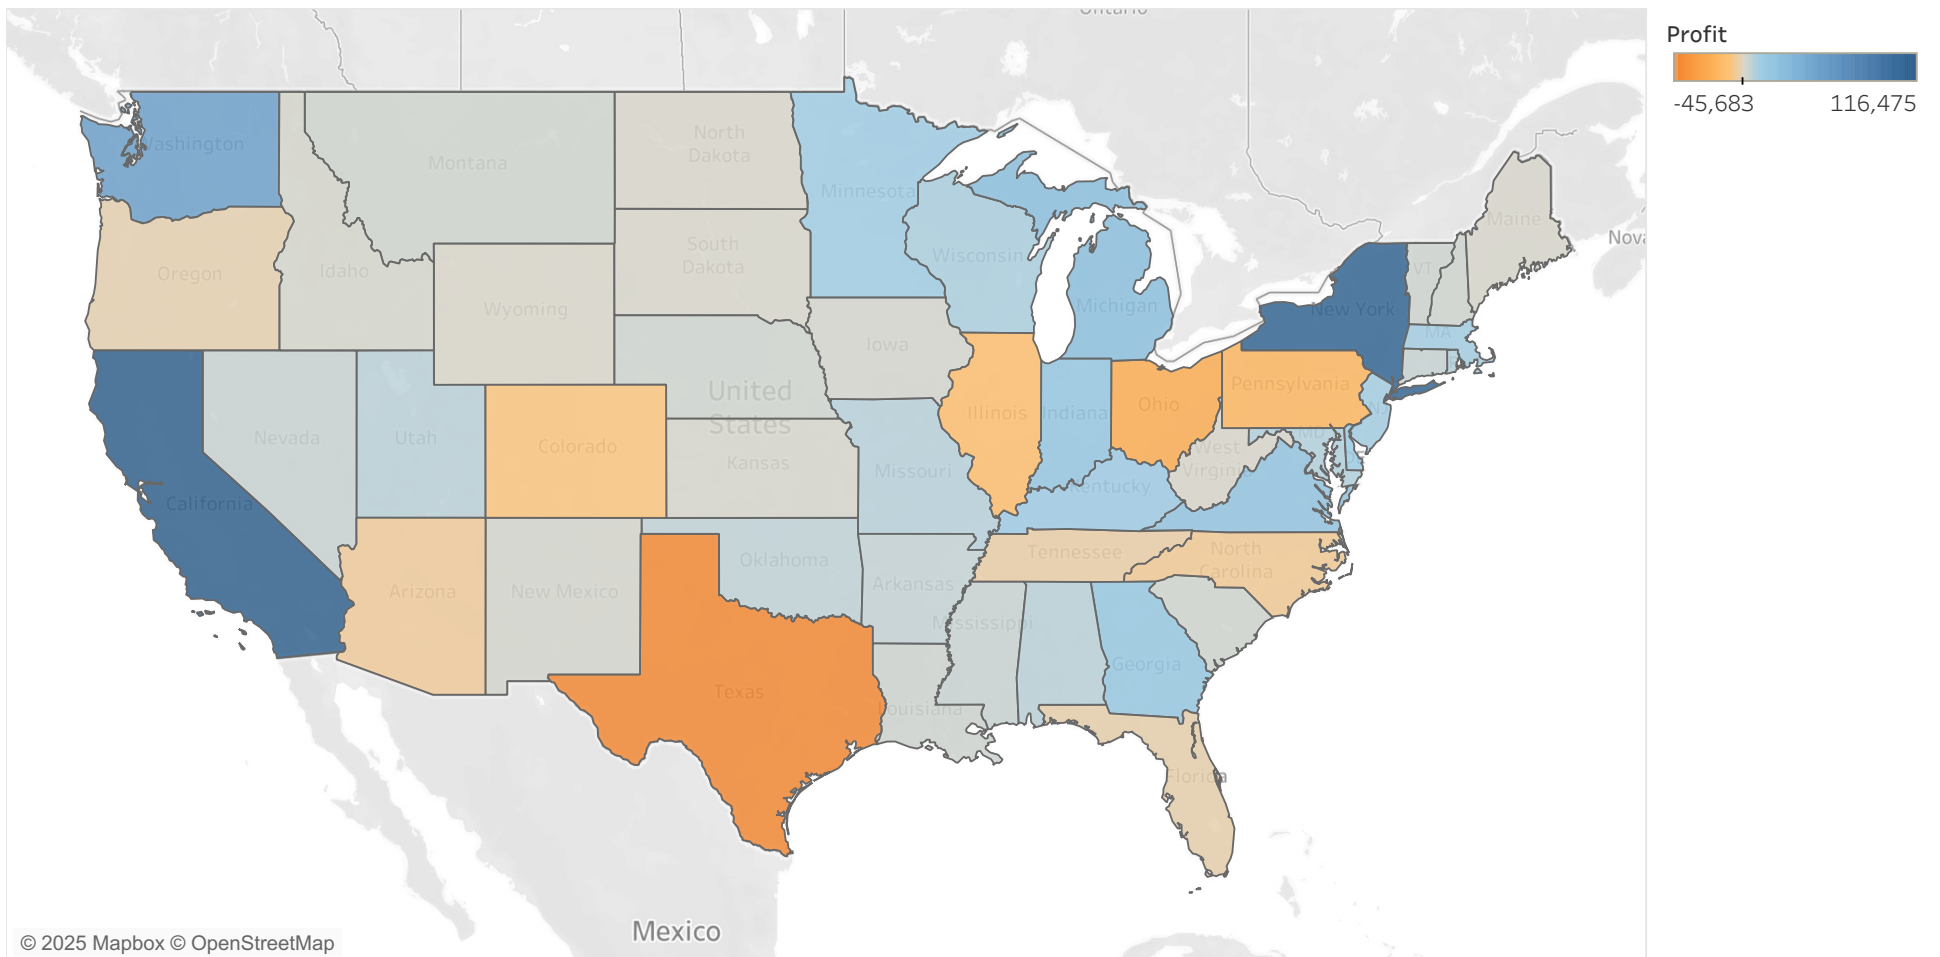 Ontario
Profit
-45,683
116,475
Washington
Montana
North
Dakota
Minnesota
Maine
Nova
Oregon
Idaho
South
Dakota
Wisconsin
VT
Wyoming
Michigan
New York
MA
Iowa
United
States
Pennsylvania
Nevada
Utah
Colorado
Kansas
Missouri
Illinois
Indiana
Ohio
NJ
MD
West
Virginia
Kentucky
California
Arizona
New Mexico
Oklahoma
Arkansas
Tennessee
North
Carolina
Mississippi
Georgia
Texas
Louisiana
Florida
Mexico
© 2025 Mapbox © OpenStreetMap